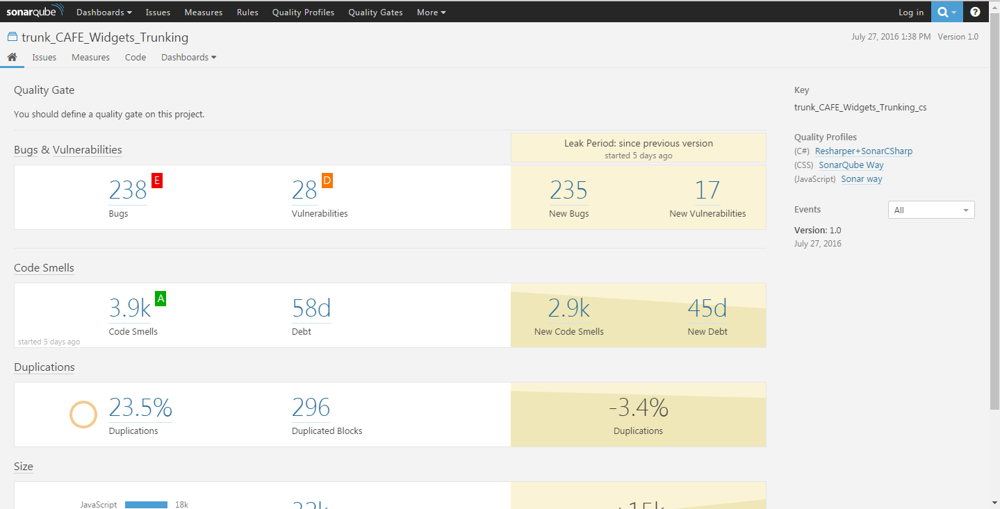 sonarqube Dashboards Issues Measures Rules Quality Profiles Quality Gates More Log in
trunk_CAFE_Widgets_Trunking
July 27, 2016 1:38 PM Version 1.0
Issues Measures Code Dashboards
Quality Gate
You should define a quality gate on this project.
Bugs & Vulnerabilities
Leak Period: since previous version
started 5 days ago
238 E 28 D 235 17
Bugs Vulnerabilities New Bugs New Vulnerabilities
Code Smells
3.9k A 58d 2.9k 45d
Code Smells Debt New Code Smells New Debt
started 5 days ago
Duplications
23.5% 296 -3.4%
Duplications Duplicated Blocks Duplications
Size
JavaScript 18k
Key
trunk_CAFE_Widgets_Trunking_cs
Quality Profiles
(C#) Resharper+SonarCSharp
(CSS) SonarQube Way
(JavaScript) Sonar way
Events All
Version: 1.0
July 27, 2016